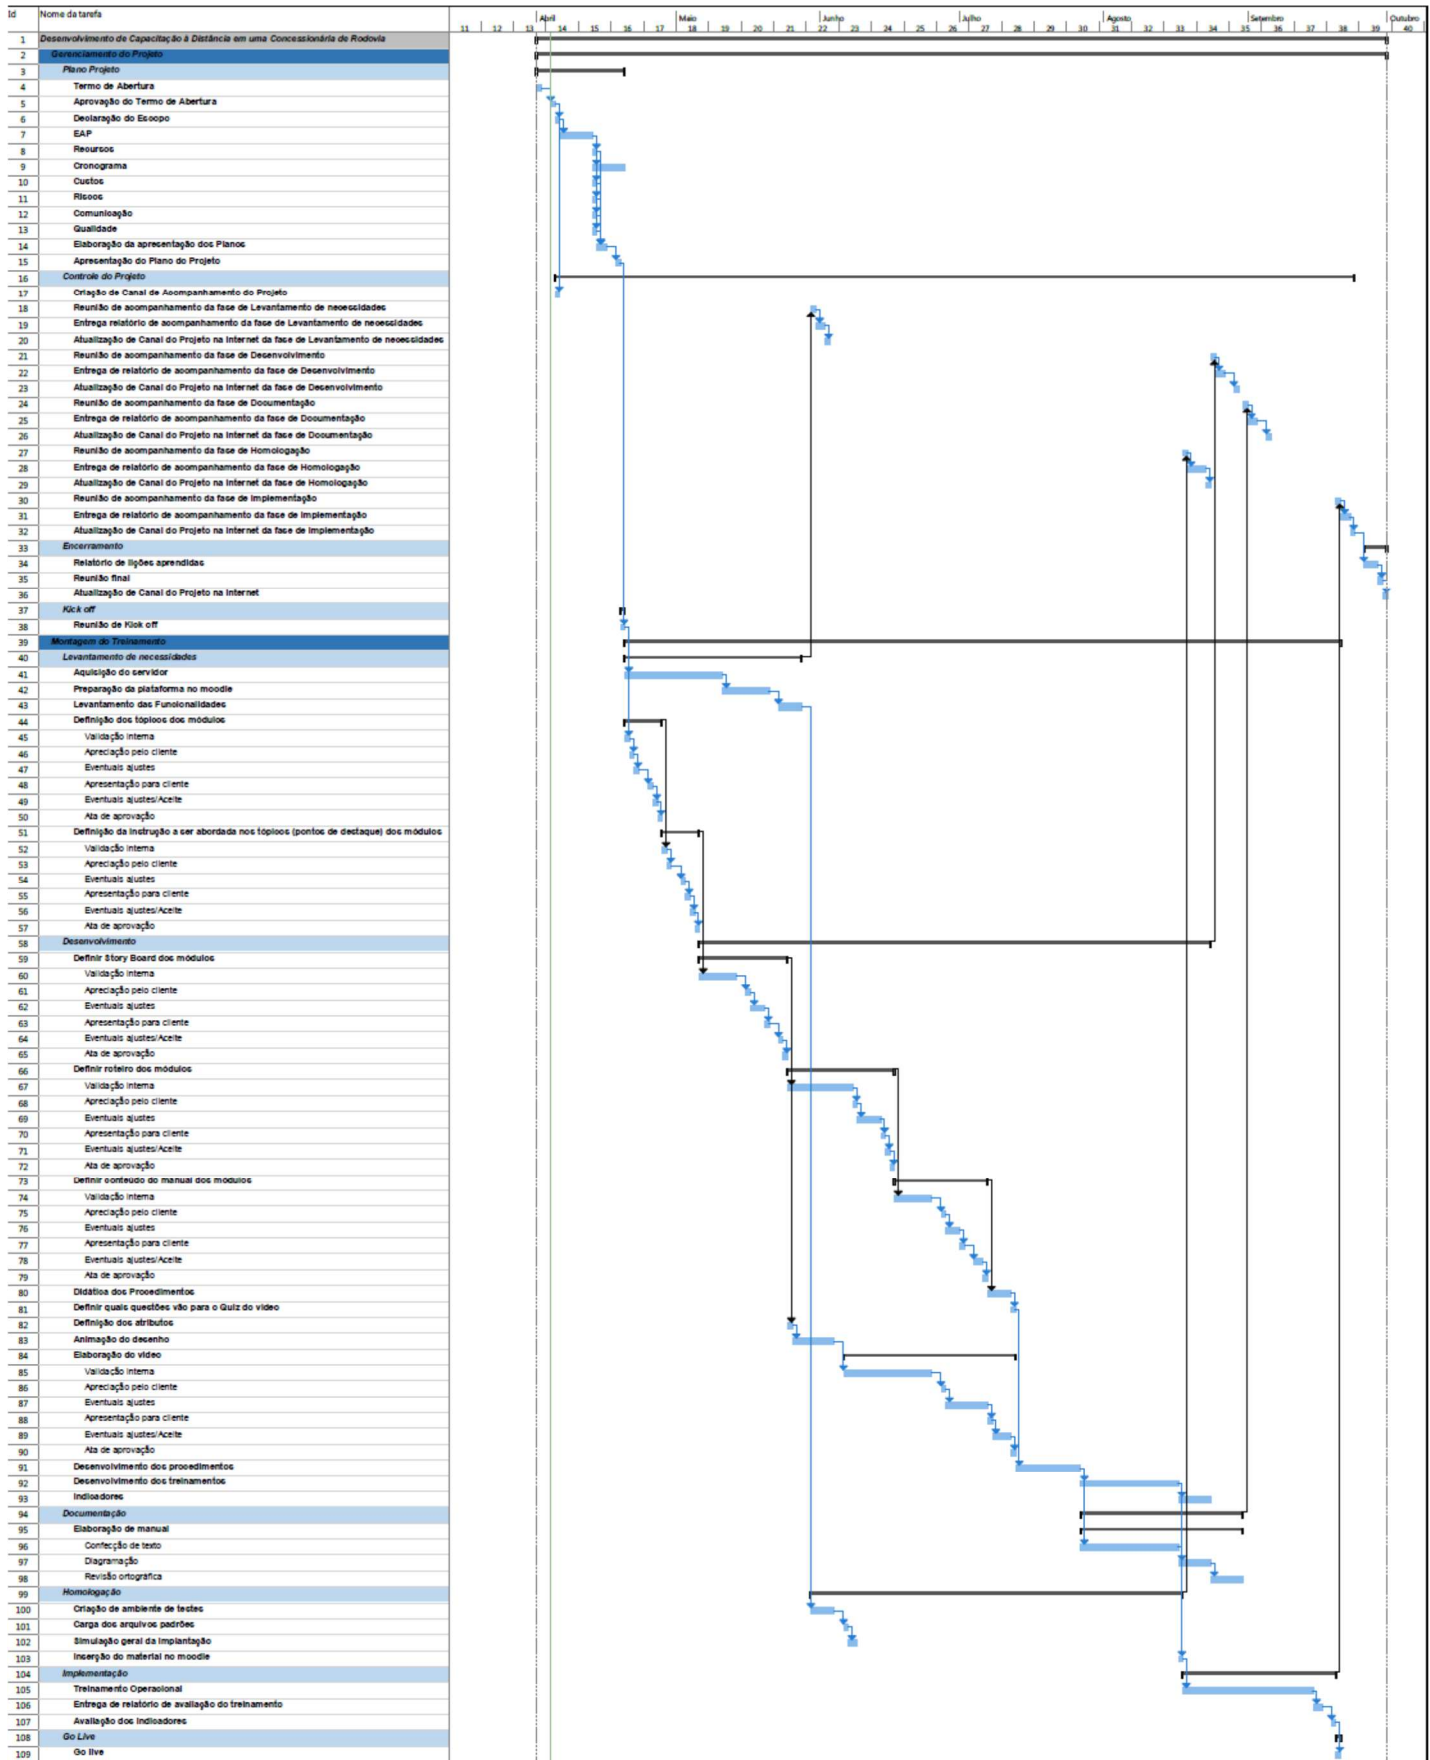 Id Nome da tarefa Abril Maio Junho Julho Agosto Setembro Outubro
11 12 13 14 15 16 17 18 19 20 21 22 23 24 25 26 27 28 29 30 31 32 33 34 35 36 37 38 39 40
1 Desenvolvimento de Capacitação à Distância em uma Concessionária de Rodovia
2 Gerenciamento do Projeto
3 Plano Projeto
4 Termo de Abertura
5 Aprovação do Termo de Abertura
6 Declaração do Escopo
7 EAP
8 Recursos
9 Cronograma
10 Custos
11 Riscos
12 Comunicação
13 Qualidade
14 Elaboração da apresentação dos Planos
15 Apresentação do Plano do Projeto
16 Controle do Projeto
17 Criação de Canal de Acompanhamento do Projeto
18 Reunião de acompanhamento da fase de Levantamento de necessidades
19 Entrega relatório de acompanhamento da fase de Levantamento de necessidades
20 Atualização de Canal do Projeto na Internet da fase de Levantamento de necessidades
21 Reunião de acompanhamento da fase de Desenvolvimento
22 Entrega de relatório de acompanhamento da fase de Desenvolvimento
23 Atualização de Canal do Projeto na Internet da fase de Desenvolvimento
24 Reunião de acompanhamento da fase de Documentação
25 Entrega de relatório de acompanhamento da fase de Documentação
26 Atualização de Canal do Projeto na Internet da fase de Documentação
27 Reunião de acompanhamento da fase de Homologação
28 Entrega de relatório de acompanhamento da fase de Homologação
29 Atualização de Canal do Projeto na Internet da fase de Homologação
30 Reunião de acompanhamento da fase de Implementação
31 Entrega de relatório de acompanhamento da fase de Implementação
32 Atualização de Canal do Projeto na Internet da fase de Implementação
33 Encerramento
34 Relatório de lições aprendidas
35 Reunião final
36 Atualização de Canal do Projeto na Internet
37 Kick off
38 Reunião de Kick off
39 Montagem do Treinamento
40 Levantamento de necessidades
41 Aquisição do servidor
42 Preparação da plataforma no moodle
43 Levantamento das Funcionalidades
44 Definição dos tópicos dos módulos
45 Validação interna
46 Apreciação pelo cliente
47 Eventuais ajustes
48 Apresentação para cliente
49 Eventuais ajustes/Aceite
50 Ata de aprovação
51 Definição da instrução a ser abordada nos tópicos (pontos de destaque) dos módulos
52 Validação interna
53 Apreciação pelo cliente
54 Eventuais ajustes
55 Apresentação para cliente
56 Eventuais ajustes/Aceite
57 Ata de aprovação
58 Desenvolvimento
59 Definir Story Board dos módulos
60 Validação interna
61 Apreciação pelo cliente
62 Eventuais ajustes
63 Apresentação para cliente
64 Eventuais ajustes/Aceite
65 Ata de aprovação
66 Definir roteiro dos módulos
67 Validação interna
68 Apreciação pelo cliente
69 Eventuais ajustes
70 Apresentação para cliente
71 Eventuais ajustes/Aceite
72 Ata de aprovação
73 Definir conteúdo do manual dos módulos
74 Validação interna
75 Apreciação pelo cliente
76 Eventuais ajustes
77 Apresentação para cliente
78 Eventuais ajustes/Aceite
79 Ata de aprovação
80 Didática dos Procedimentos
81 Definir quais questões vão para o Quiz do vídeo
82 Definição dos atributos
83 Animação do desenho
84 Elaboração do vídeo
85 Validação interna
86 Apreciação pelo cliente
87 Eventuais ajustes
88 Apresentação para cliente
89 Eventuais ajustes/Aceite
90 Ata de aprovação
91 Desenvolvimento dos procedimentos
92 Desenvolvimento dos treinamentos
93 Indicadores
94 Documentação
95 Elaboração de manual
96 Confecção de texto
97 Diagramação
98 Revisão ortográfica
99 Homologação
100 Criação de ambiente de testes
101 Carga dos arquivos padrões
102 Simulação geral da implantação
103 Inserção do material no moodle
104 Implementação
105 Treinamento Operacional
106 Entrega de relatório de avaliação do treinamento
107 Avaliação dos Indicadores
108 Go Live
109 Go live